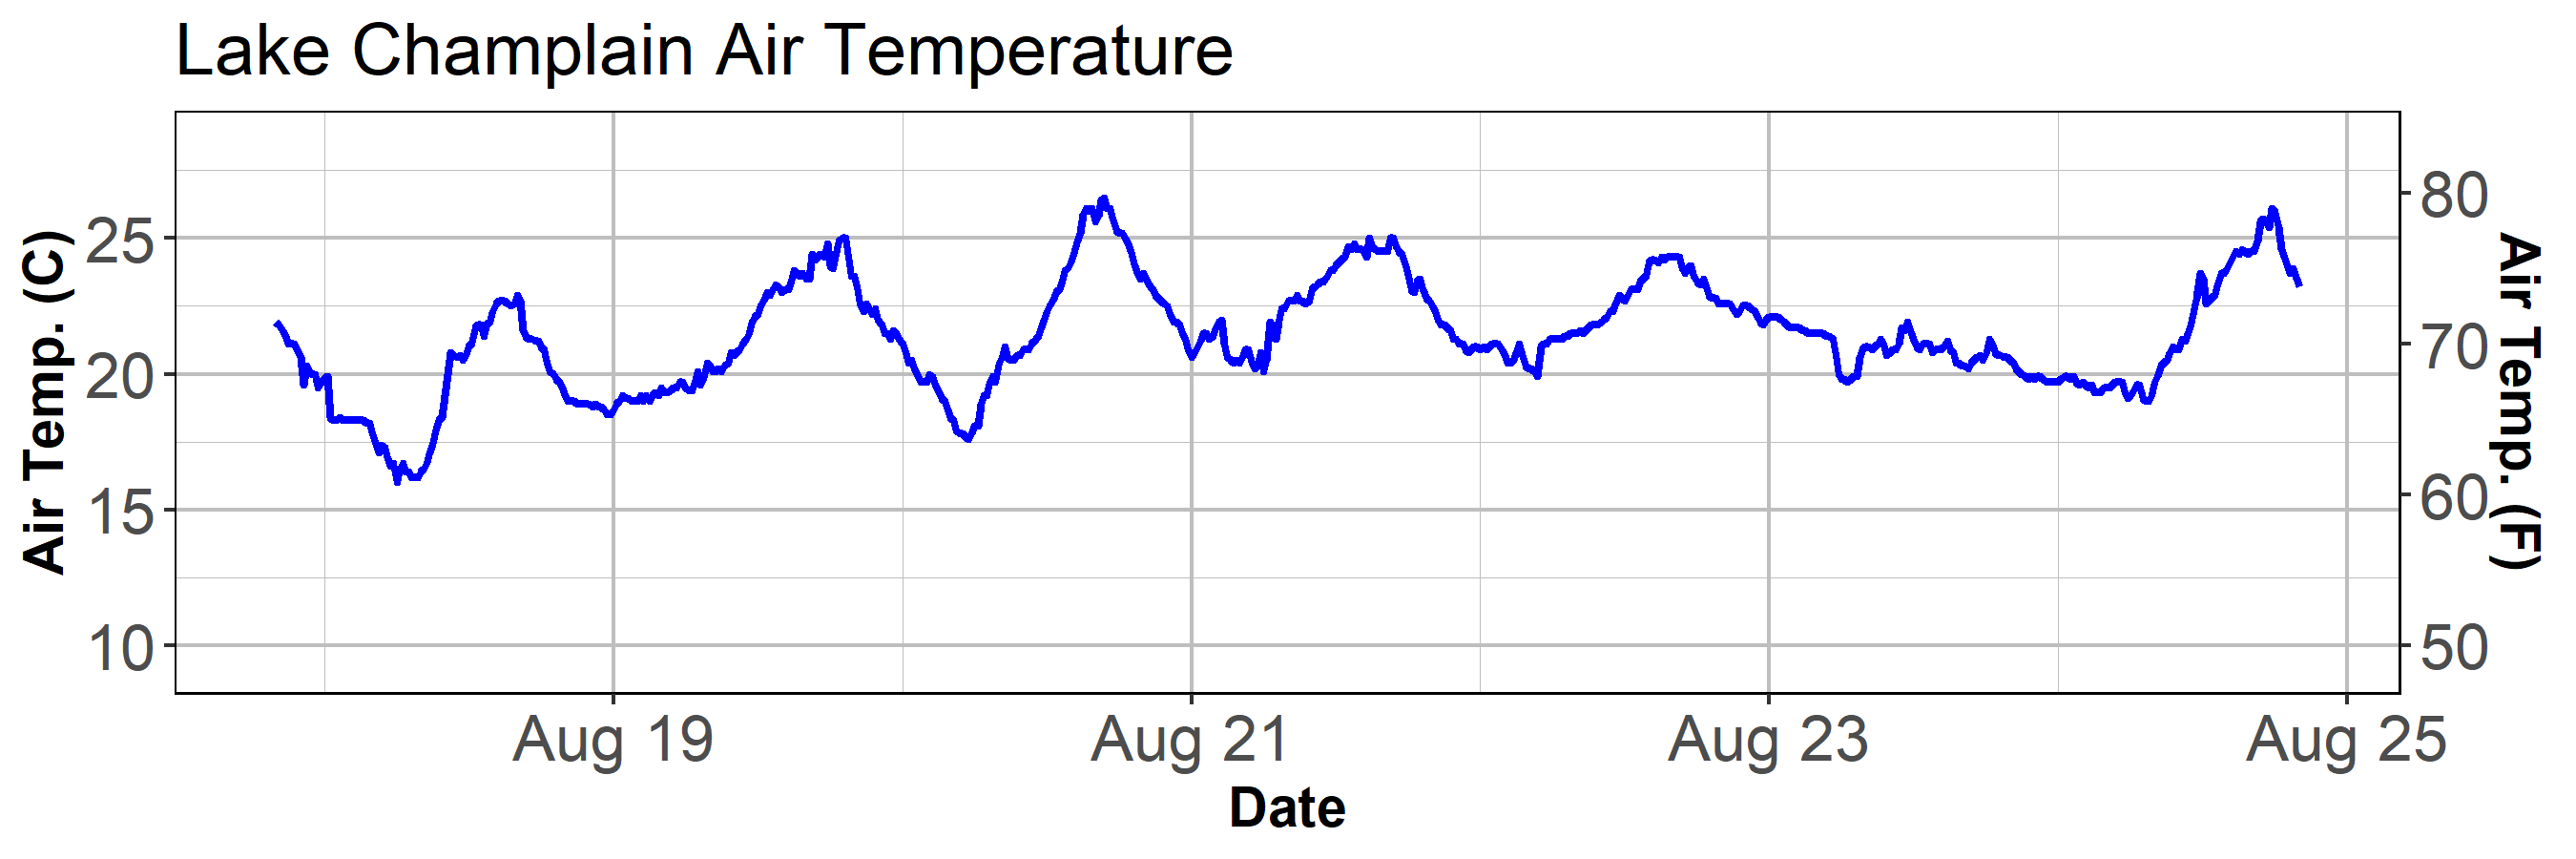 Lake Champlain Air Temperature
Air Temp. (C)
25
20
15
10
80
70
60
50
Air Temp. (F)
Aug 19
Aug 21
Aug 23
Aug 25
Date